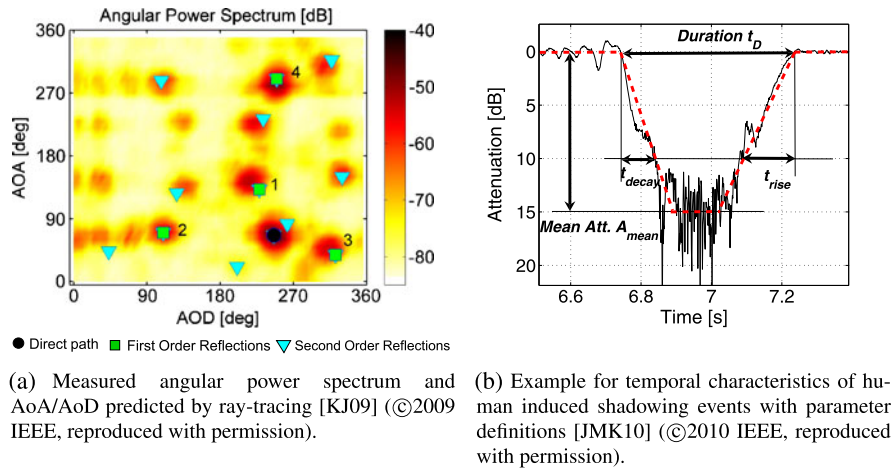 Angular Power Spectrum [dB]
360
270
180
90
0
AOA [deg]
0 90 180 270 360
AOD [deg]
1
2
3
4
-40
-50
-60
-70
-80
Direct path First Order Reflections Second Order Reflections
(a) Measured angular power spectrum and
AoA/AoD predicted by ray-tracing [KJ09] (©2009
IEEE, reproduced with permission).
0
5
10
15
20
Attenuation [dB]
6.6 6.8 7 7.2
Time [s]
Duration t_D
t_decay
t_rise
Mean Att. A_mean
(b) Example for temporal characteristics of hu-
man induced shadowing events with parameter
definitions [JMK10] (©2010 IEEE, reproduced
with permission).